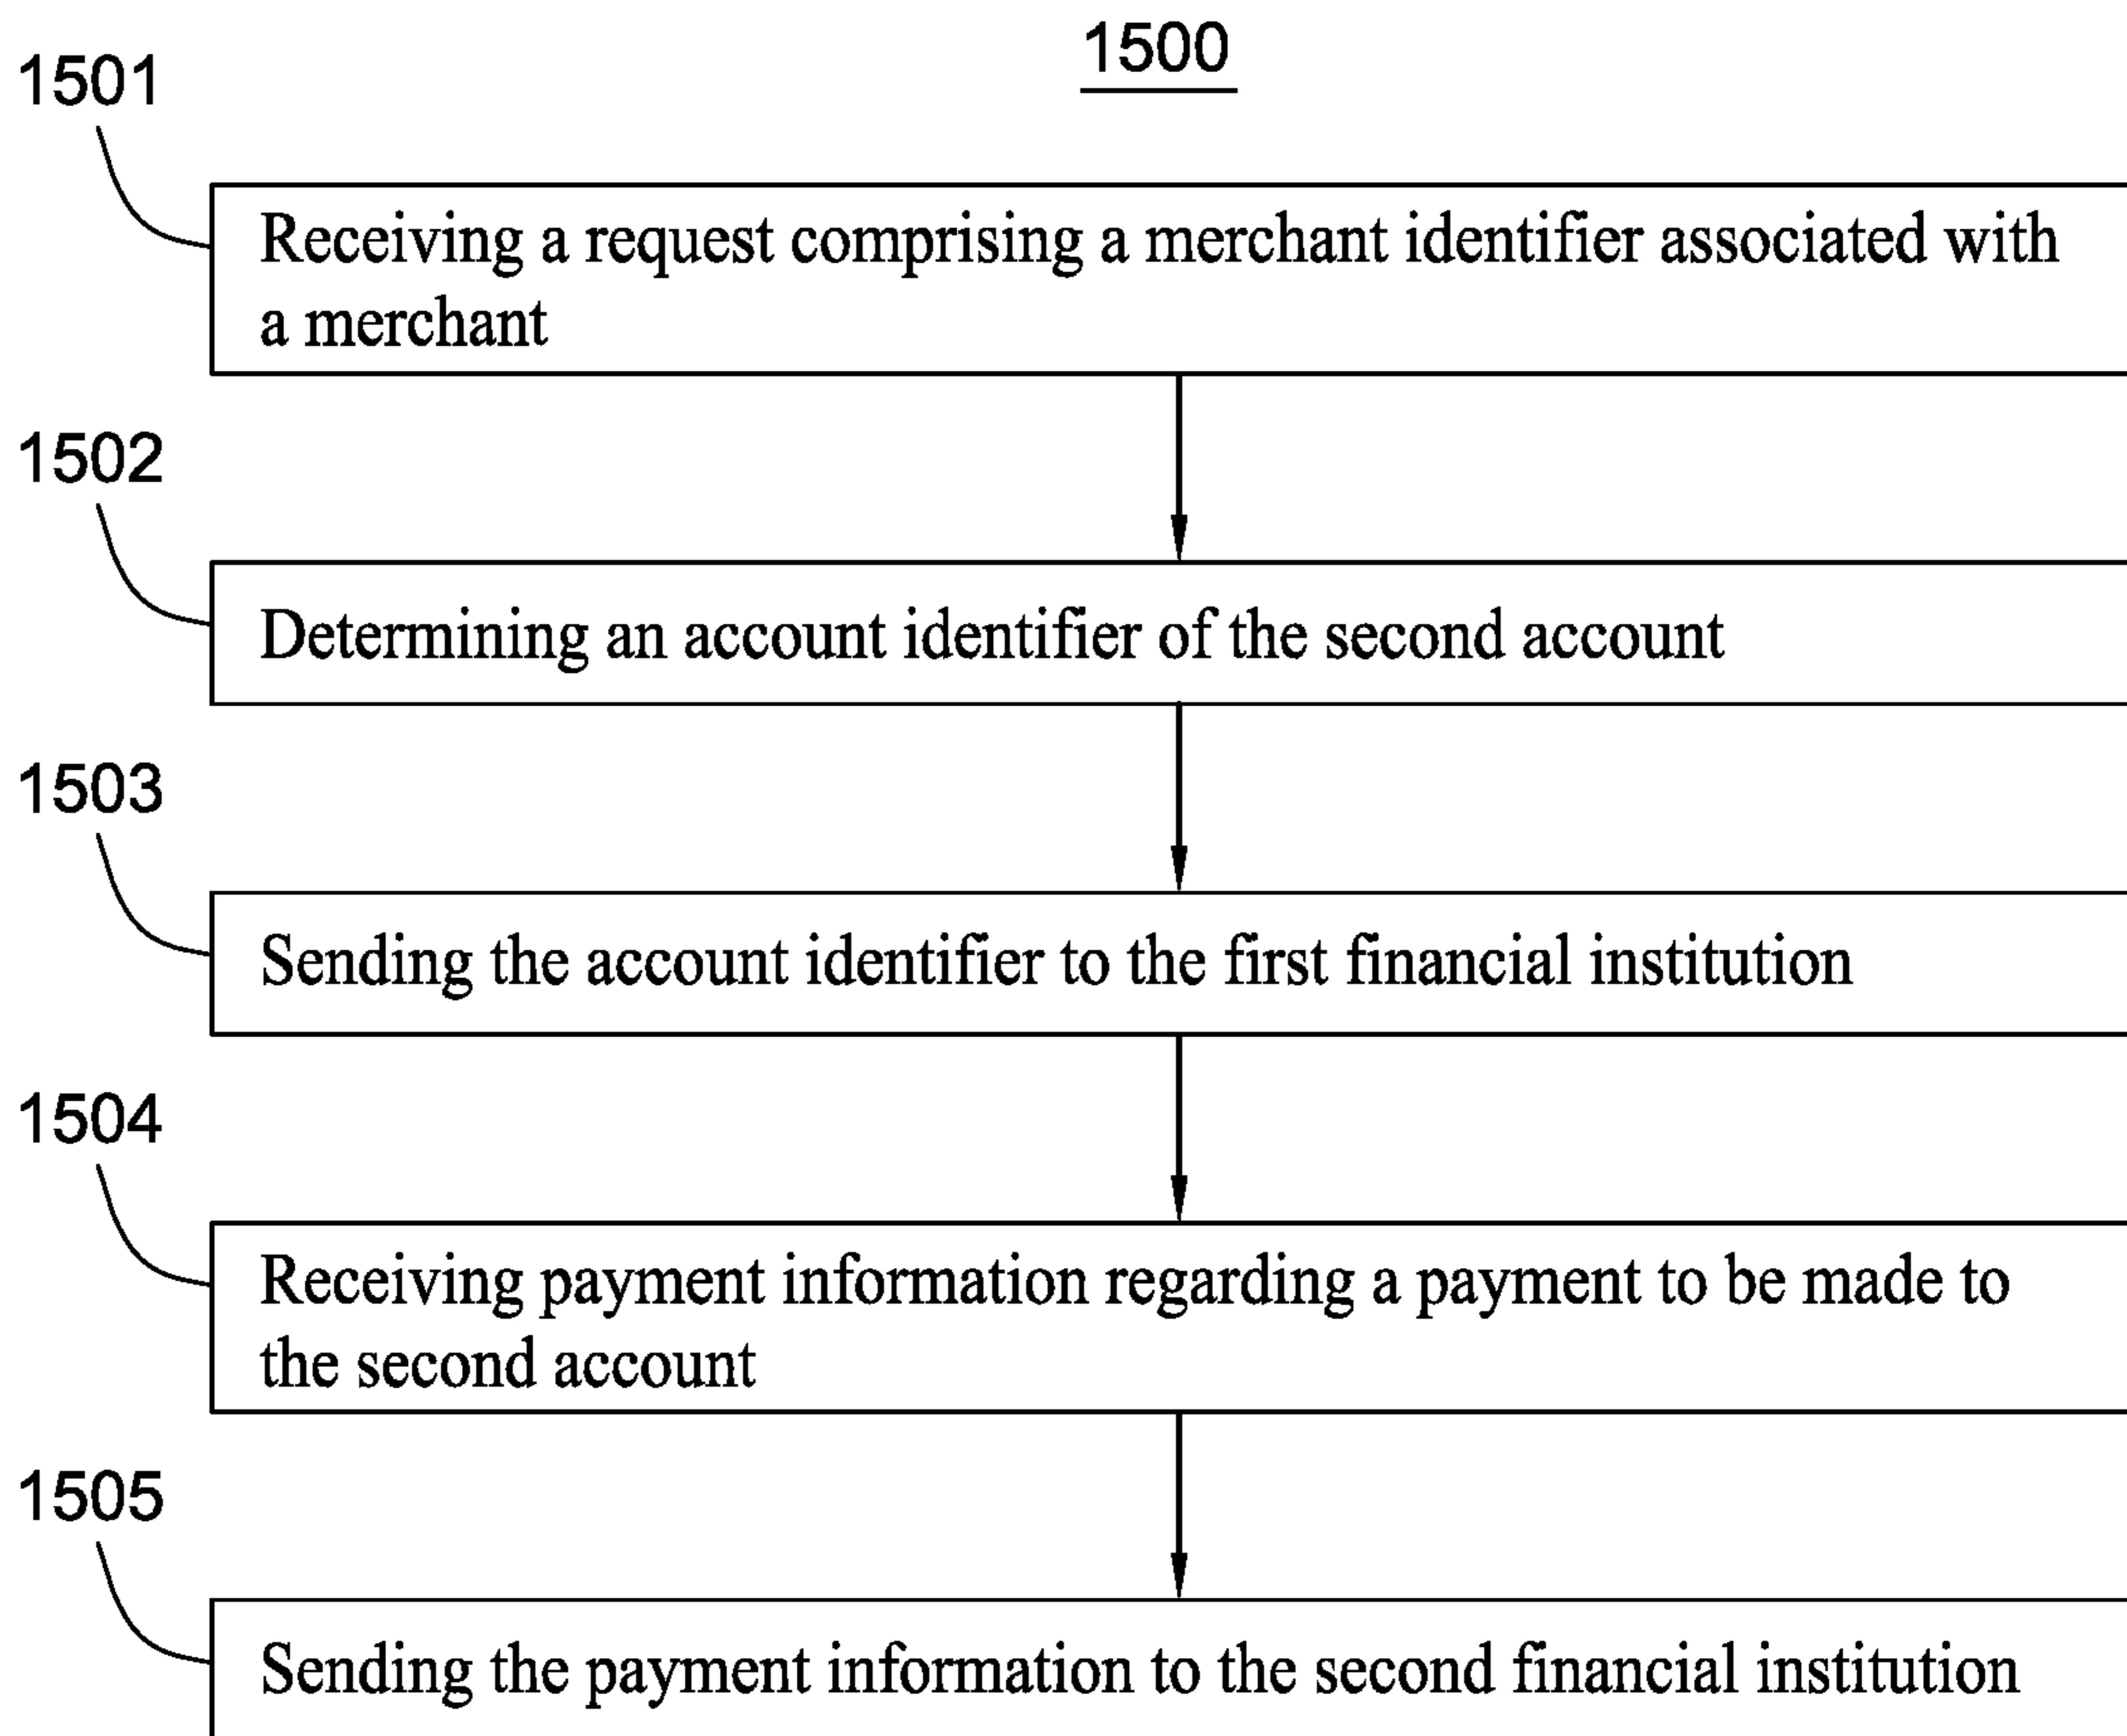 1500
1501
Receiving a request comprising a merchant identifier associated with
a merchant
1502
Determining an account identifier of the second account
1503
Sending the account identifier to the first financial institution
1504
Receiving payment information regarding a payment to be made to
the second account
1505
Sending the payment information to the second financial institution